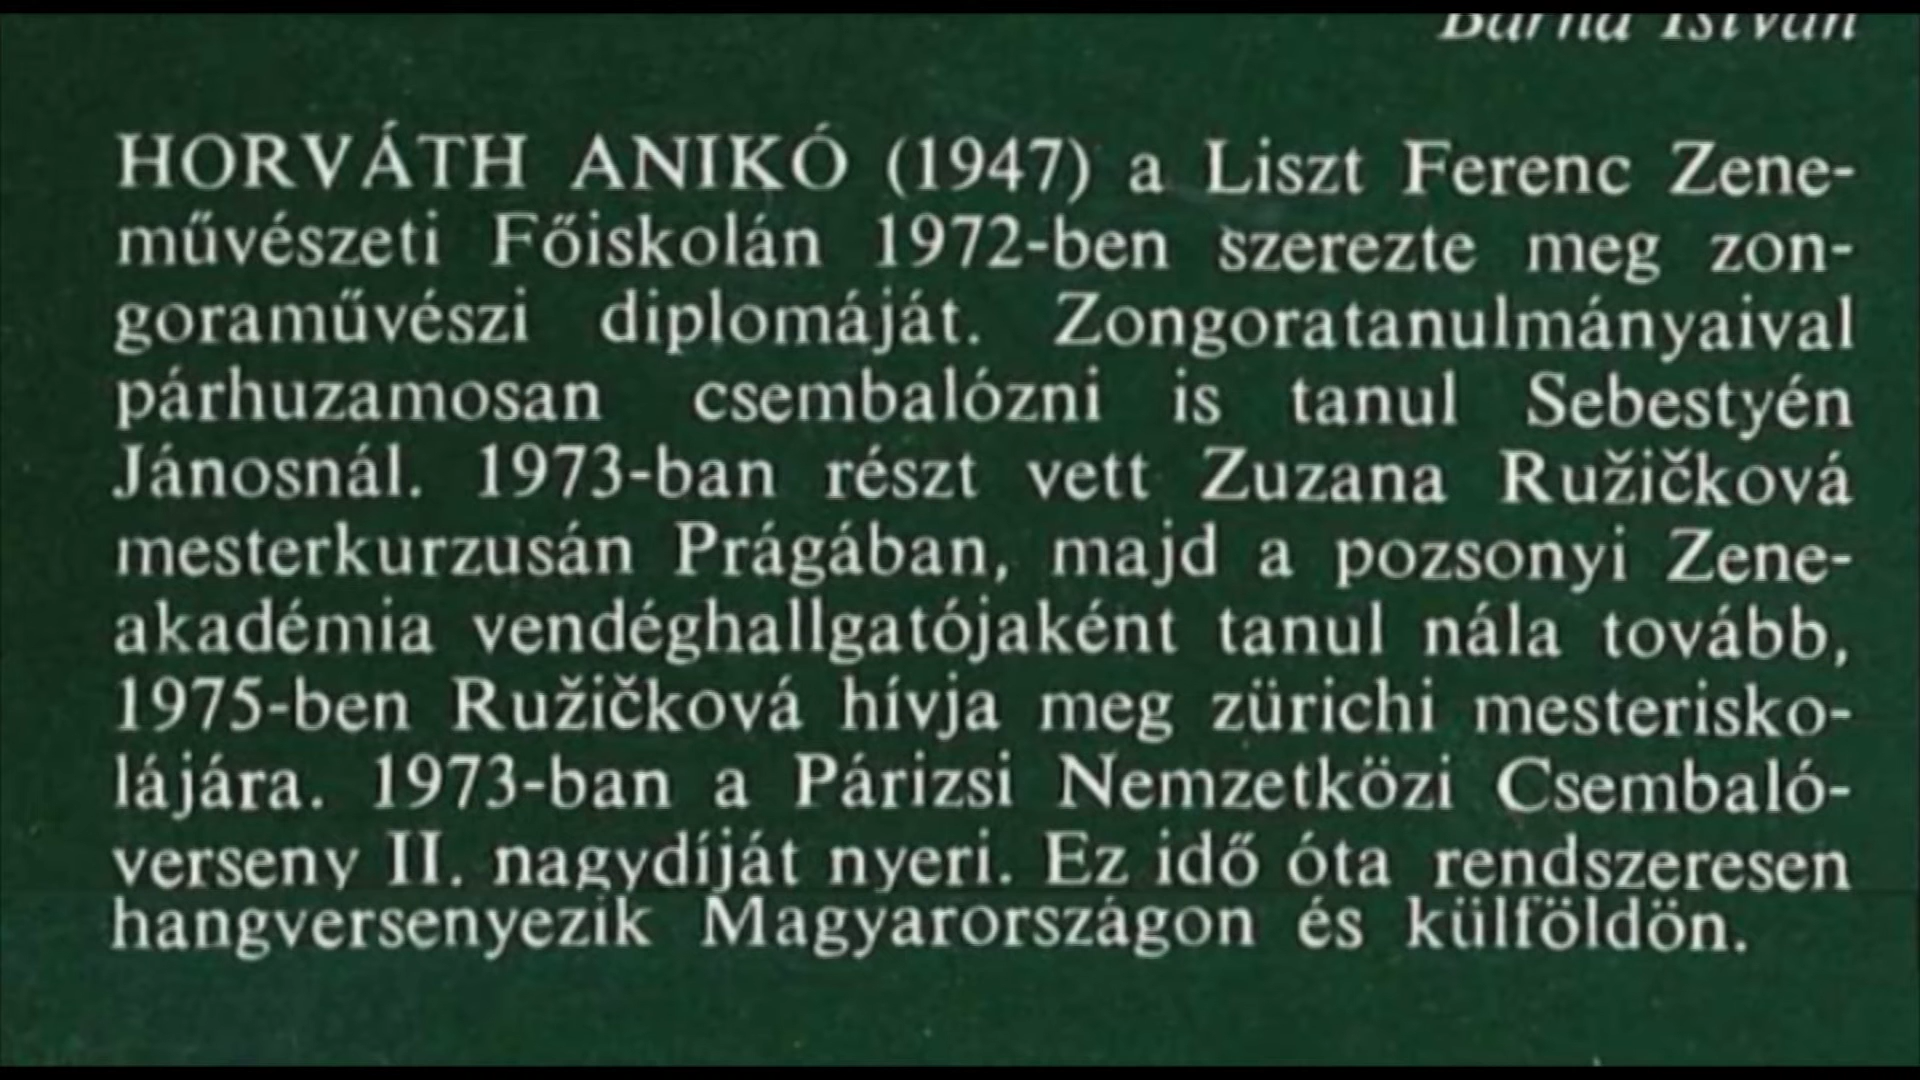 Barna István
HORVÁTH ANIKÓ (1947) a Liszt Ferenc Zene-
művészeti Főiskolán 1972-ben szerezte meg zon-
goraművészi diplomáját. Zongoratanulmányaival
párhuzamosan csembalózni is tanul Sebestyén
Jánosnál. 1973-ban részt vett Zuzana Ružičková
mesterkurzusán Prágában, majd a pozsonyi Zene-
akadémia vendéghallgatójaként tanul nála tovább,
1975-ben Ružičková hívja meg zürichi mesterisko-
lájára. 1973-ban a Párizsi Nemzetközi Csembaló-
verseny II. nagydíját nyeri. Ez idő óta rendszeresen
hangversenyezik Magyarországon és külföldön.